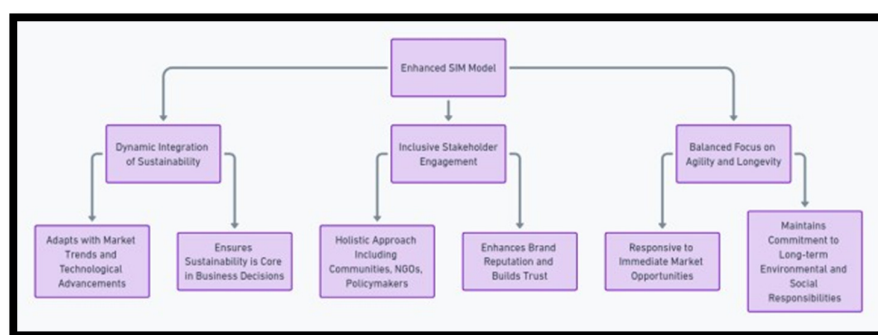 Enhanced SIM Model
Dynamic Integration
of Sustainability
Inclusive Stakeholder
Engagement
Balanced Focus on
Agility and Longevity
Adapts with Market
Trends and
Technological
Advancements
Ensures
Sustainability is Core
in Business Decisions
Holistic Approach
Including
Communities, NGOs,
Policymakers
Enhances Brand
Reputation and
Builds Trust
Responsive to
Immediate Market
Opportunities
Maintains
Commitment to
Long-term
Environmental and
Social
Responsibilities